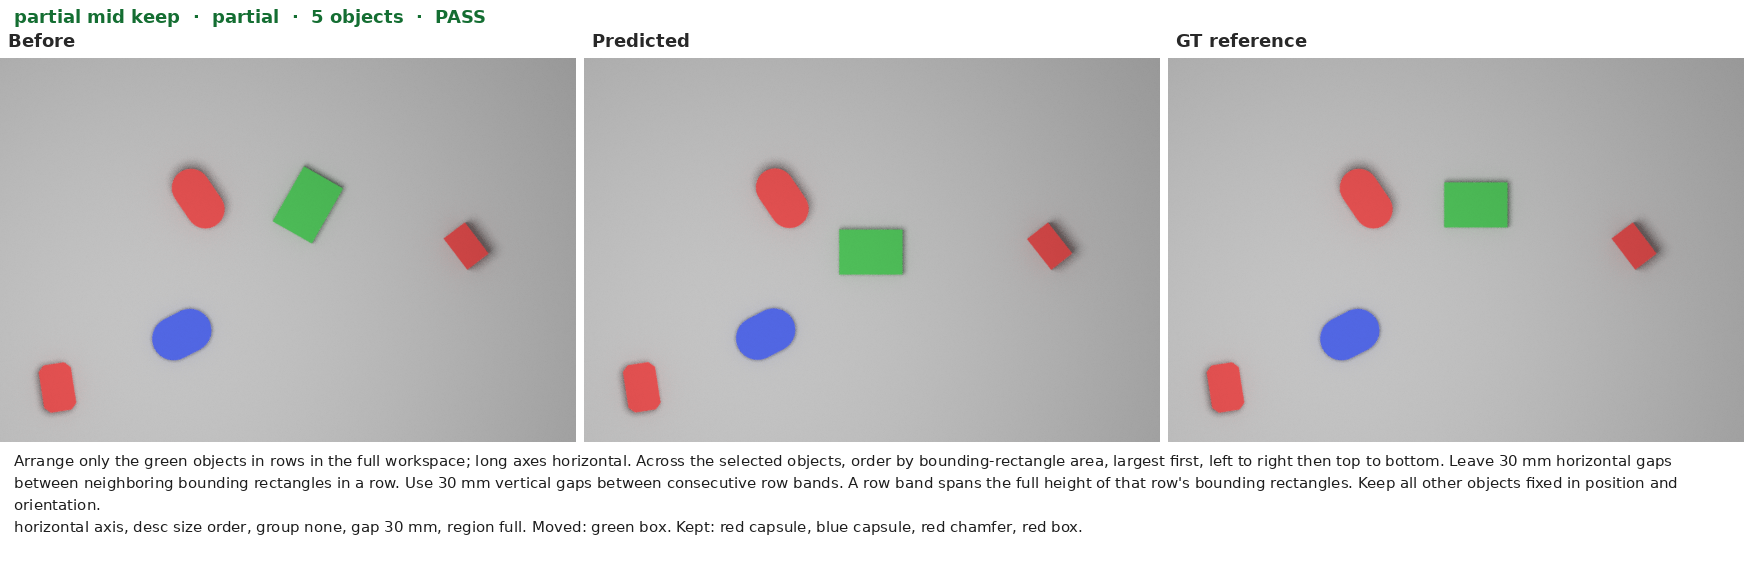 partial mid keep · partial · 5 objects · PASS
Before
Predicted
GT reference
Arrange only the green objects in rows in the full workspace; long axes horizontal. Across the selected objects, order by bounding-rectangle area, largest first, left to right then top to bottom. Leave 30 mm horizontal gaps
between neighboring bounding rectangles in a row. Use 30 mm vertical gaps between consecutive row bands. A row band spans the full height of that row's bounding rectangles. Keep all other objects fixed in position and
orientation.
horizontal axis, desc size order, group none, gap 30 mm, region full. Moved: green box. Kept: red capsule, blue capsule, red chamfer, red box.